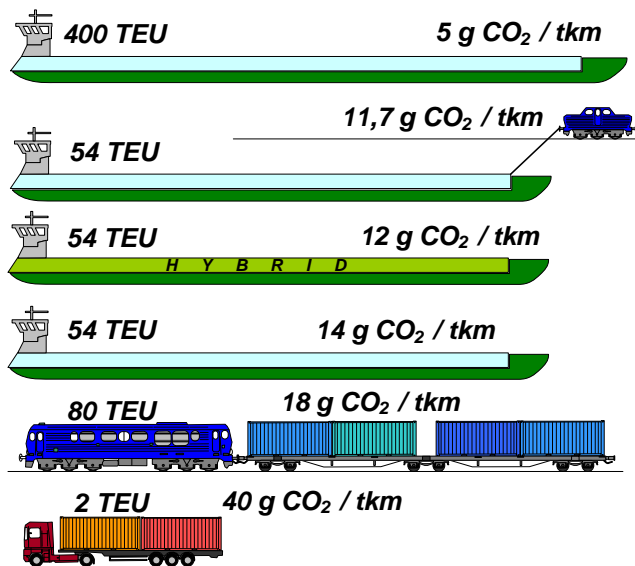 400 TEU 5 g CO₂ / tkm
11,7 g CO₂ / tkm
54 TEU
54 TEU 12 g CO₂ / tkm
H Y B R I D
54 TEU 14 g CO₂ / tkm
80 TEU 18 g CO₂ / tkm
2 TEU 40 g CO₂ / tkm